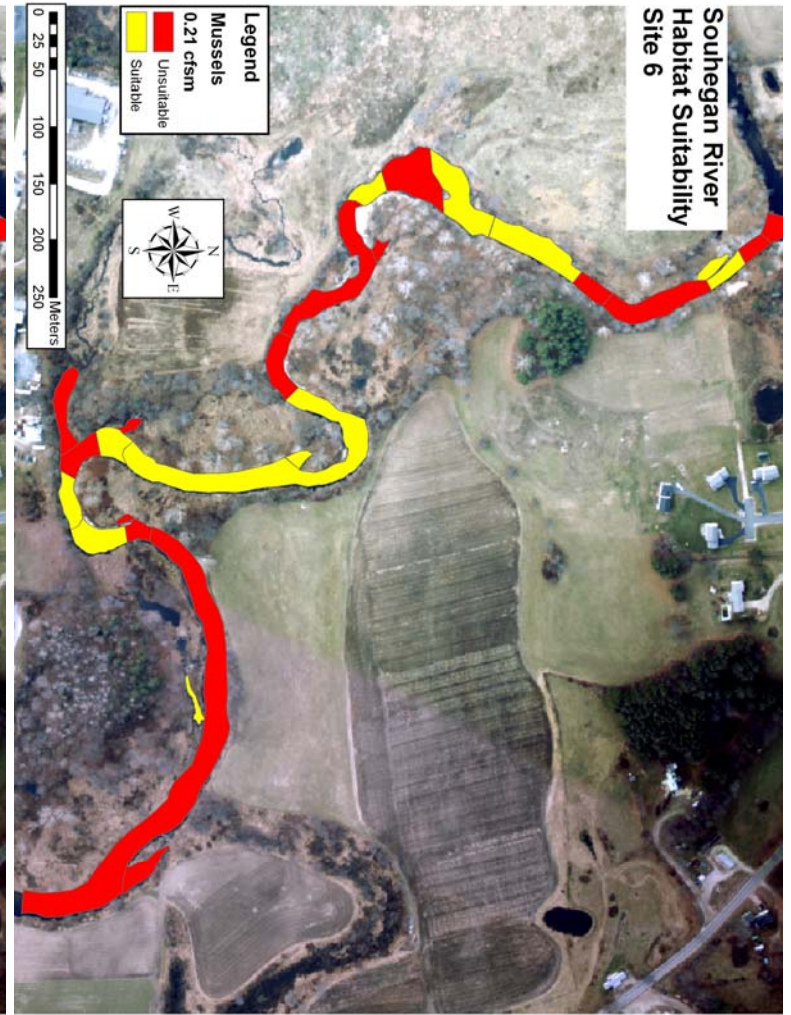 Souhegan River
Habitat Suitability
Site 6
Legend
Mussels
0.21 cfsm
Unsuitable
Suitable
N
W
E
S
Meters
0 25 50 100 150 200 250